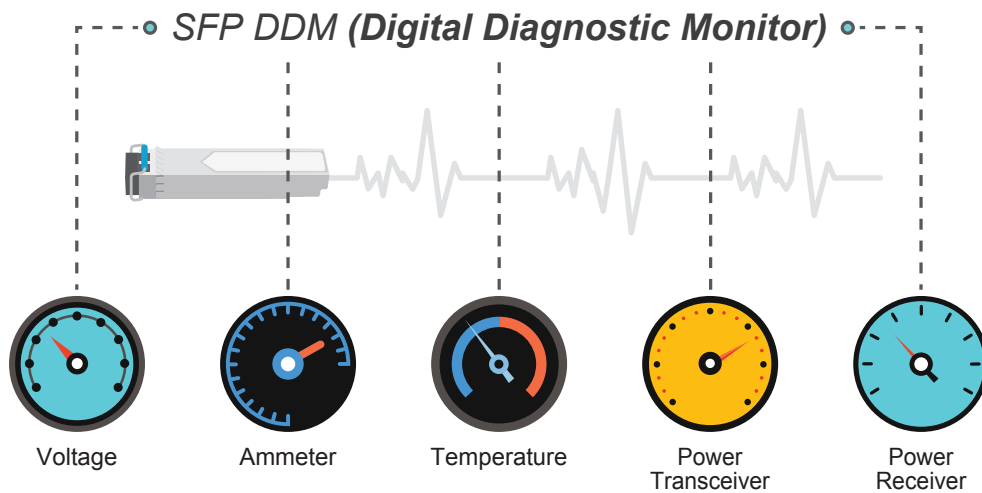 SFP DDM (Digital Diagnostic Monitor)
Voltage
Ammeter
Temperature
Power
Transceiver
Power
Receiver